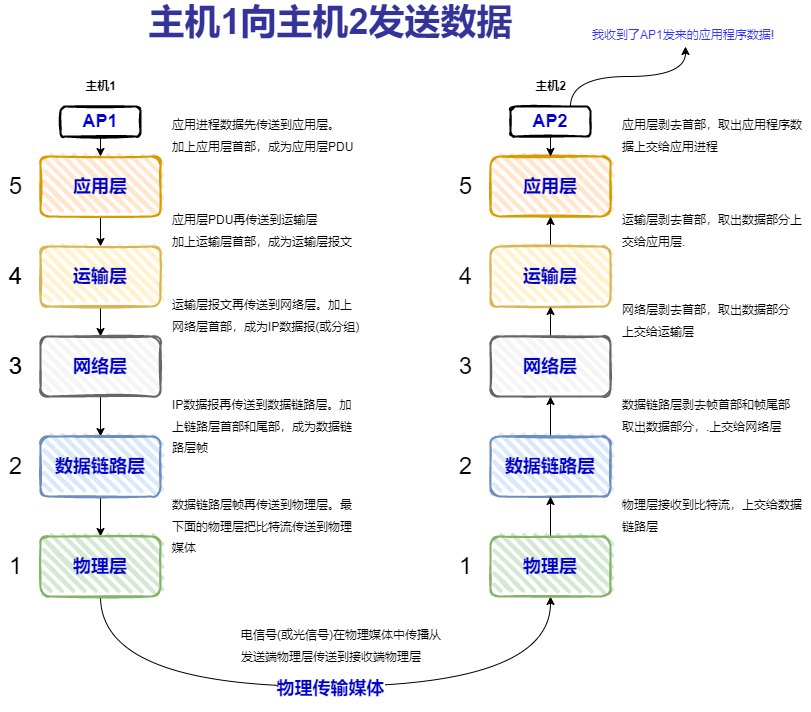 主机1向主机2发送数据
我收到了AP1发来的应用程序数据!
主机1
AP1
应用进程数据先传送到应用层。
加上应用层首部，成为应用层PDU
5
应用层
应用层PDU再传送到运输层
加上运输层首部，成为运输层报文
4
运输层
运输层报文再传送到网络层。加上
网络层首部，成为IP数据报(或分组)
3
网络层
IP数据报再传送到数据链路层。加
上链路层首部和尾部，成为数据链
路层帧
2
数据链路层
数据链路层帧再传送到物理层。最
下面的物理层把比特流传送到物理
媒体
1
物理层
主机2
AP2
应用层剥去首部，取出应用程序数
据上交给应用进程
5
应用层
运输层剥去首部，取出数据部分上
交给应用层.
4
运输层
网络层剥去首部，取出数据部分
上交给运输层
3
网络层
数据链路层剥去帧首部和帧尾部
取出数据部分，.上交给网络层
2
数据链路层
物理层接收到比特流，上交给数据
链路层
1
物理层
电信号(或光信号)在物理媒体中传播从
发送端物理层传送到接收端物理层
物理传输媒体